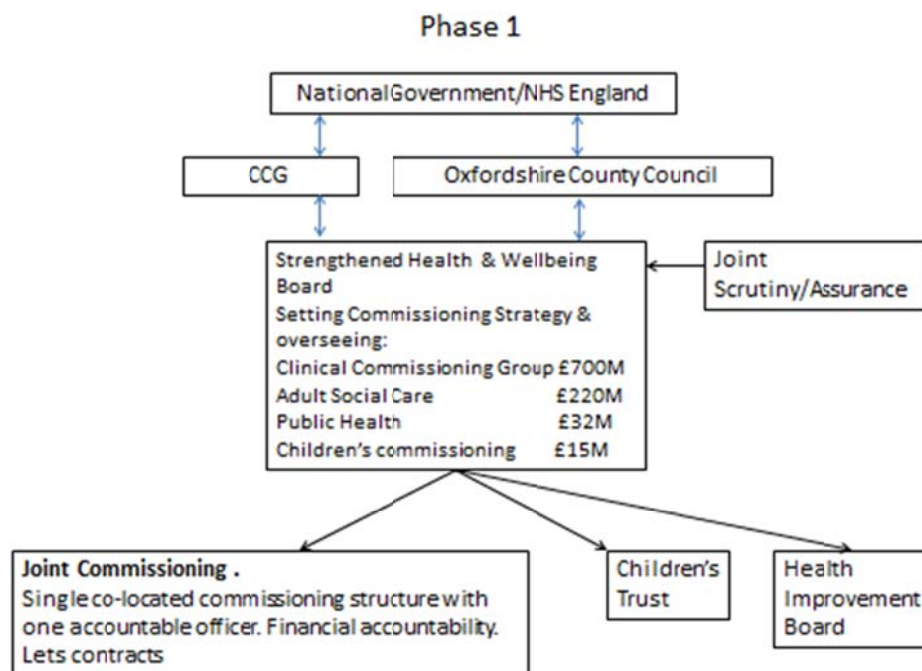 Phase 1
National Government/NHS England
CCG
Oxfordshire County Council
Strengthened Health & Wellbeing
Board
Setting Commissioning Strategy &
overseeing:
Clinical Commissioning Group £700M
Adult Social Care £220M
Public Health £32M
Children's commissioning £15M
Joint
Scrutiny/Assurance
Joint Commissioning .
Single co-located commissioning structure with
one accountable officer. Financial accountability.
Lets contracts
Children's
Trust
Health
Improvement
Board